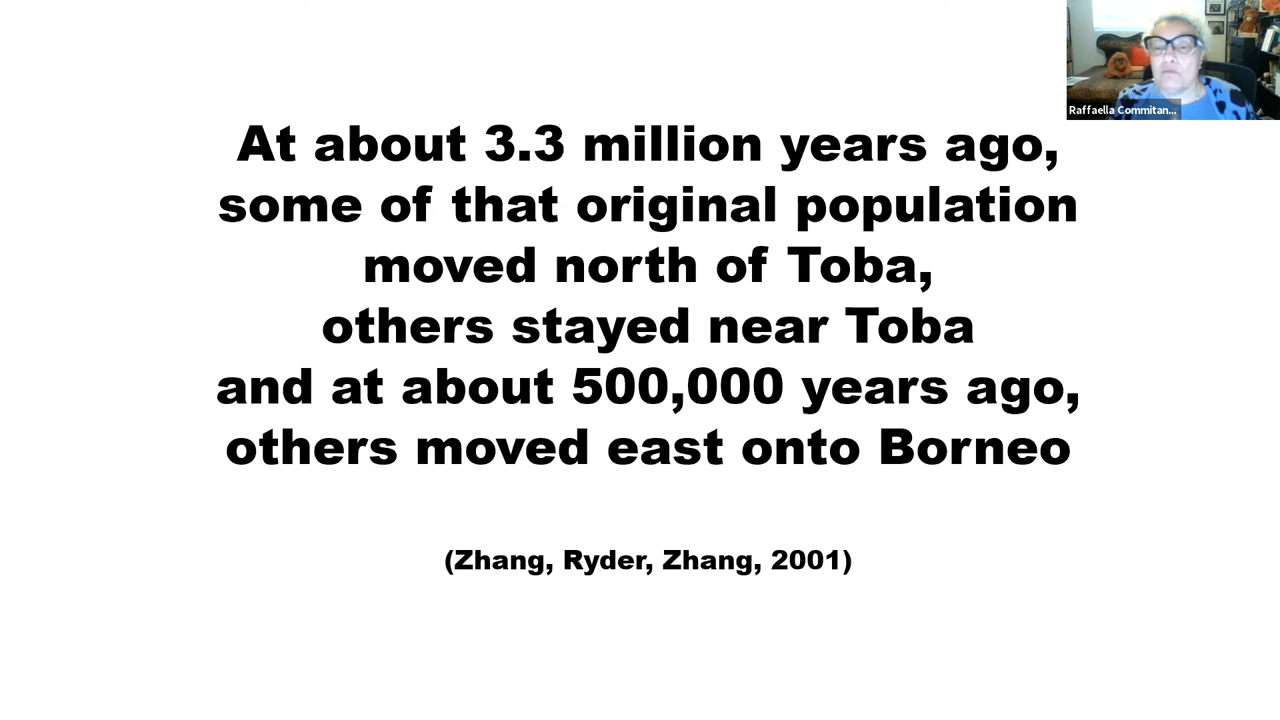 Raffaella Commitan...
At about 3.3 million years ago,
some of that original population
moved north of Toba,
others stayed near Toba
and at about 500,000 years ago,
others moved east onto Borneo
(Zhang, Ryder, Zhang, 2001)